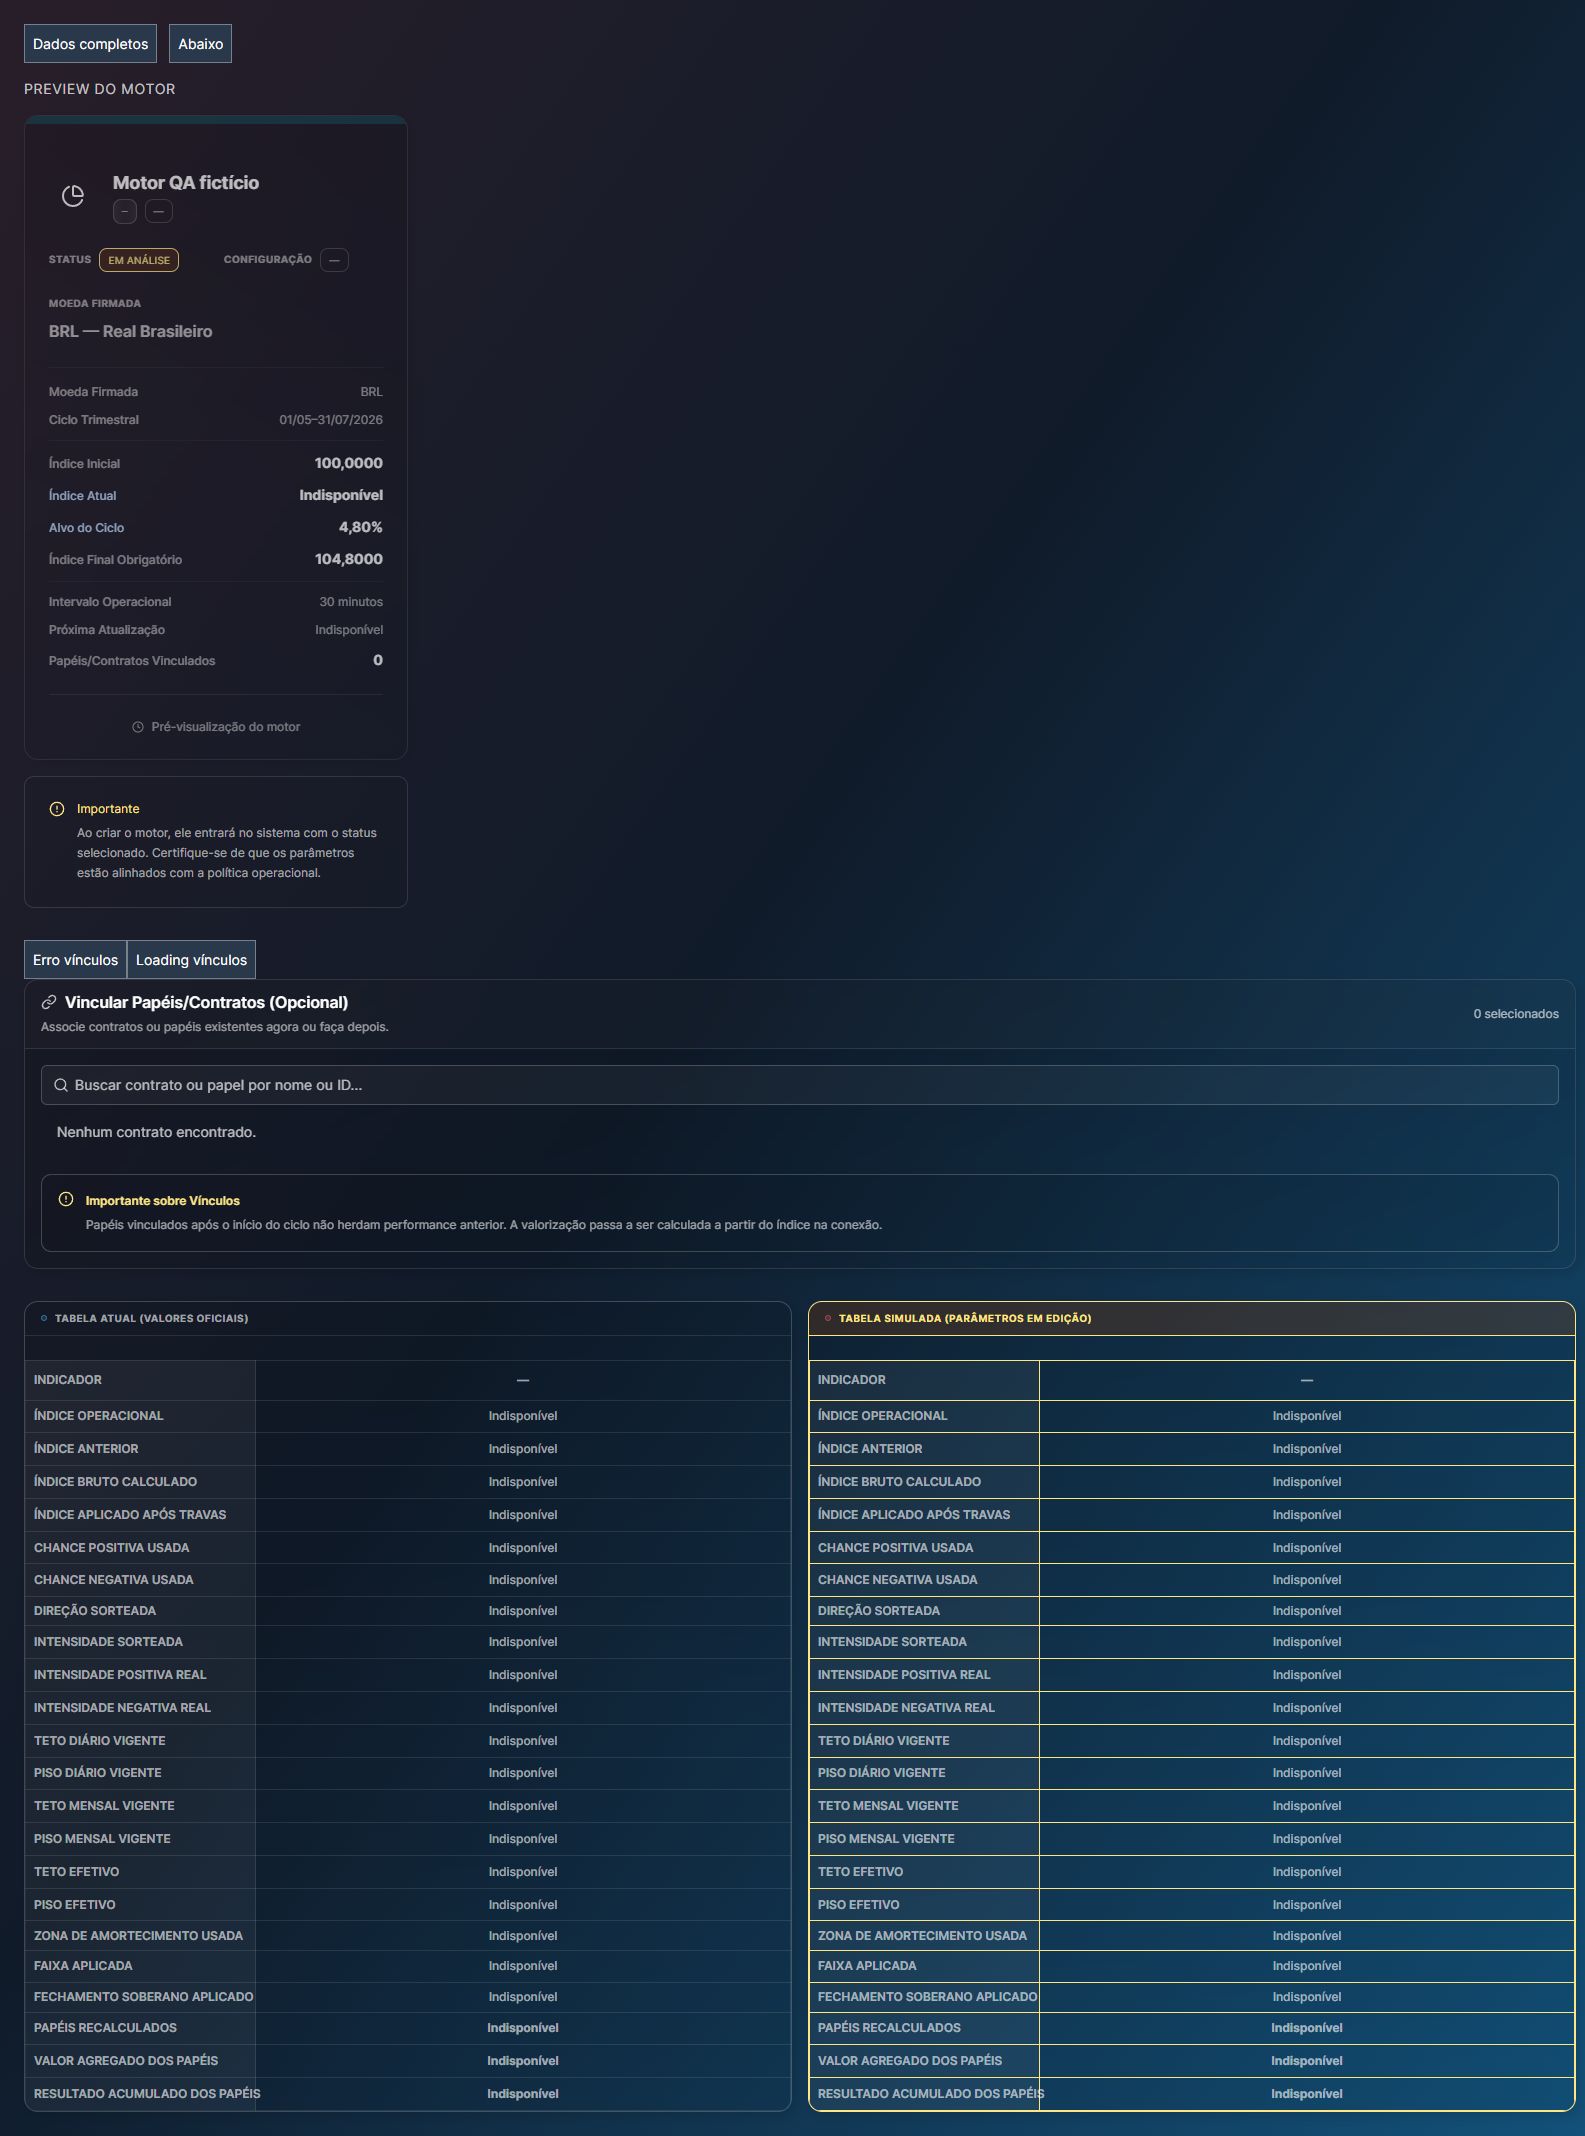 Dados completos Abaixo
PREVIEW DO MOTOR
Motor QA fictício
– —
STATUS EM ANÁLISE CONFIGURAÇÃO —
MOEDA FIRMADA
BRL — Real Brasileiro
Moeda Firmada BRL
Ciclo Trimestral 01/05–31/07/2026
Índice Inicial 100,0000
Índice Atual Indisponível
Alvo do Ciclo 4,80%
Índice Final Obrigatório 104,8000
Intervalo Operacional 30 minutos
Próxima Atualização Indisponível
Papéis/Contratos Vinculados 0
Pré-visualização do motor
Importante
Ao criar o motor, ele entrará no sistema com o status
selecionado. Certifique-se de que os parâmetros
estão alinhados com a política operacional.
Erro vínculos Loading vínculos
Vincular Papéis/Contratos (Opcional)
Associe contratos ou papéis existentes agora ou faça depois.
0 selecionados
Buscar contrato ou papel por nome ou ID...
Nenhum contrato encontrado.
Importante sobre Vínculos
Papéis vinculados após o início do ciclo não herdam performance anterior. A valorização passa a ser calculada a partir do índice na conexão.
TABELA ATUAL (VALORES OFICIAIS)
INDICADOR —
ÍNDICE OPERACIONAL Indisponível
ÍNDICE ANTERIOR Indisponível
ÍNDICE BRUTO CALCULADO Indisponível
ÍNDICE APLICADO APÓS TRAVAS Indisponível
CHANCE POSITIVA USADA Indisponível
CHANCE NEGATIVA USADA Indisponível
DIREÇÃO SORTEADA Indisponível
INTENSIDADE SORTEADA Indisponível
INTENSIDADE POSITIVA REAL Indisponível
INTENSIDADE NEGATIVA REAL Indisponível
TETO DIÁRIO VIGENTE Indisponível
PISO DIÁRIO VIGENTE Indisponível
TETO MENSAL VIGENTE Indisponível
PISO MENSAL VIGENTE Indisponível
TETO EFETIVO Indisponível
PISO EFETIVO Indisponível
ZONA DE AMORTECIMENTO USADA Indisponível
FAIXA APLICADA Indisponível
FECHAMENTO SOBERANO APLICADO Indisponível
PAPÉIS RECALCULADOS Indisponível
VALOR AGREGADO DOS PAPÉIS Indisponível
RESULTADO ACUMULADO DOS PAPÉIS Indisponível
TABELA SIMULADA (PARÂMETROS EM EDIÇÃO)
INDICADOR —
ÍNDICE OPERACIONAL Indisponível
ÍNDICE ANTERIOR Indisponível
ÍNDICE BRUTO CALCULADO Indisponível
ÍNDICE APLICADO APÓS TRAVAS Indisponível
CHANCE POSITIVA USADA Indisponível
CHANCE NEGATIVA USADA Indisponível
DIREÇÃO SORTEADA Indisponível
INTENSIDADE SORTEADA Indisponível
INTENSIDADE POSITIVA REAL Indisponível
INTENSIDADE NEGATIVA REAL Indisponível
TETO DIÁRIO VIGENTE Indisponível
PISO DIÁRIO VIGENTE Indisponível
TETO MENSAL VIGENTE Indisponível
PISO MENSAL VIGENTE Indisponível
TETO EFETIVO Indisponível
PISO EFETIVO Indisponível
ZONA DE AMORTECIMENTO USADA Indisponível
FAIXA APLICADA Indisponível
FECHAMENTO SOBERANO APLICADO Indisponível
PAPÉIS RECALCULADOS Indisponível
VALOR AGREGADO DOS PAPÉIS Indisponível
RESULTADO ACUMULADO DOS PAPÉIS Indisponível